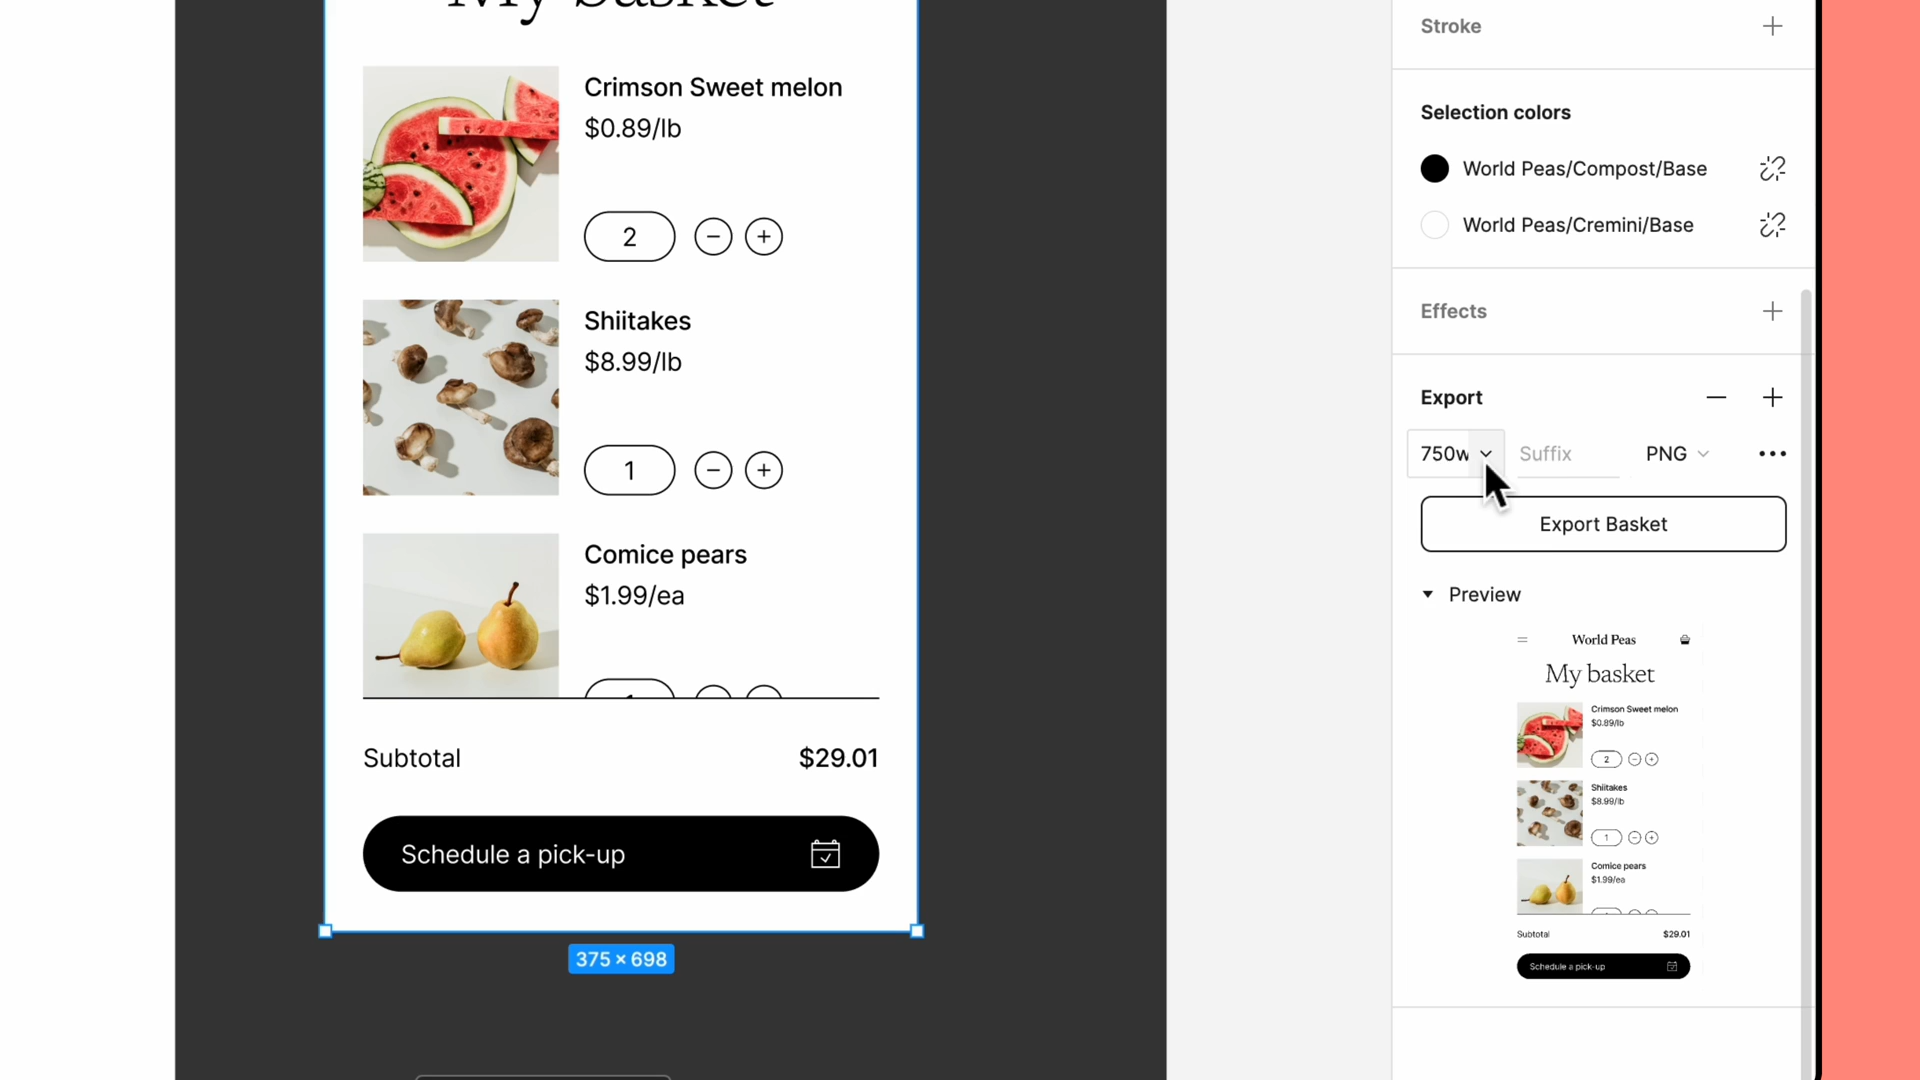 My basket
Crimson Sweet melon
$0.89/lb
2
Shiitakes
$8.99/lb
1
Comice pears
$1.99/ea
1
Subtotal $29.01
Schedule a pick-up
375 × 698
Stroke
Selection colors
World Peas/Compost/Base
World Peas/Cremini/Base
Effects
Export
750w Suffix PNG
Export Basket
Preview
World Peas
My basket
Crimson Sweet melon
$0.89/lb
2
Shiitakes
$8.99/lb
1
Comice pears
$1.99/ea
Subtotal $29.01
Schedule a pick-up